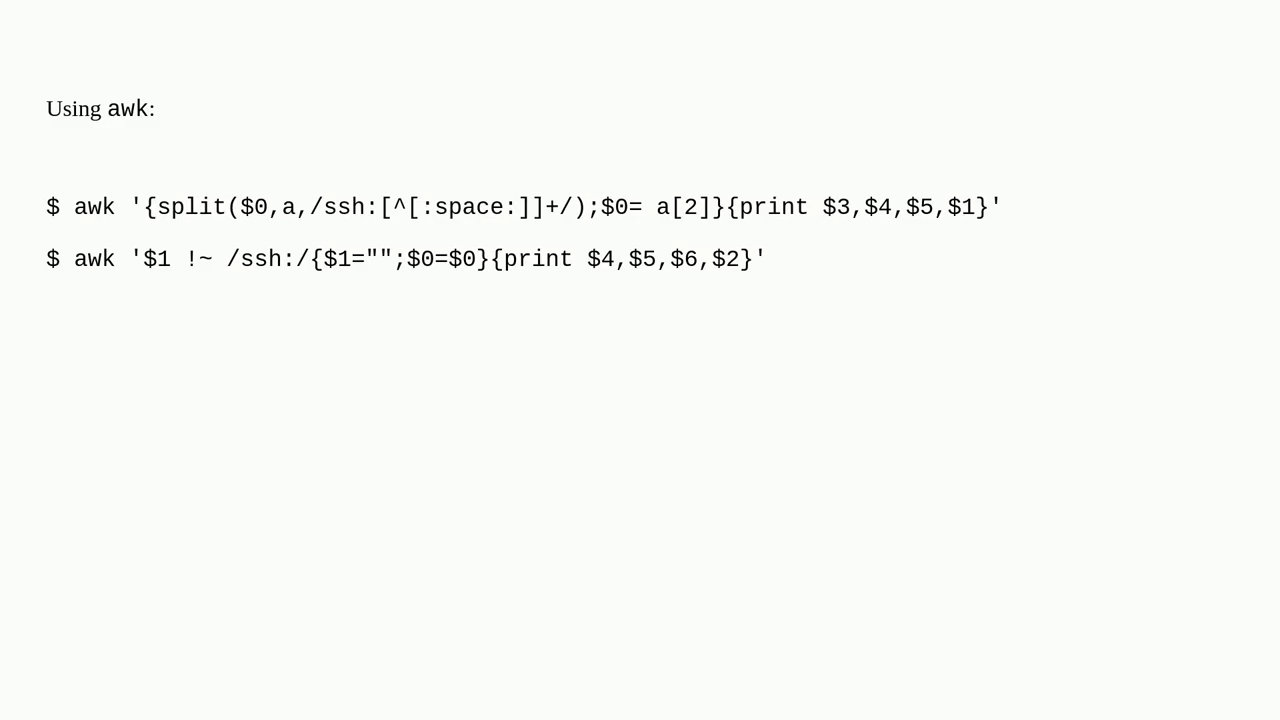 Using awk:
$ awk '{split($0,a,/ssh:[^[:space:]]+/);$0= a[2]}{print $3,$4,$5,$1}'
$ awk '$1 !~ /ssh:/{$1="";$0=$0}{print $4,$5,$6,$2}'